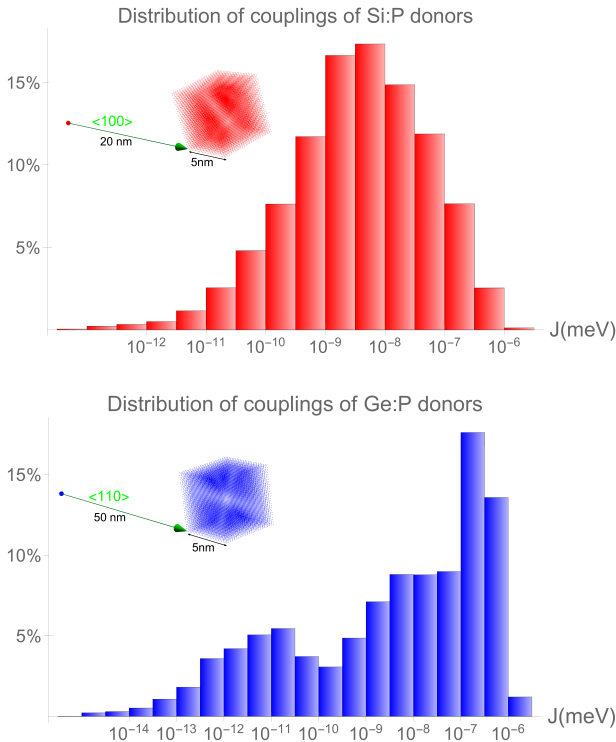 Distribution of couplings of Si:P donors
15%
10%
5%
<100>
20 nm
5nm
J(meV)
10⁻¹² 10⁻¹¹ 10⁻¹⁰ 10⁻⁹ 10⁻⁸ 10⁻⁷ 10⁻⁶
Distribution of couplings of Ge:P donors
15%
10%
5%
<110>
50 nm
5nm
J(meV)
10⁻¹⁴ 10⁻¹³ 10⁻¹² 10⁻¹¹ 10⁻¹⁰ 10⁻⁹ 10⁻⁸ 10⁻⁷ 10⁻⁶